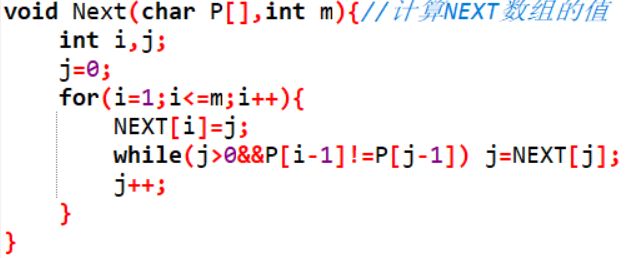 void Next(char P[],int m){//计算NEXT数组的值
    int i,j;
    j=0;
    for(i=1;i<=m;i++){
        NEXT[i]=j;
        while(j>0&&P[i-1]!=P[j-1]) j=NEXT[j];
        j++;
    }
}